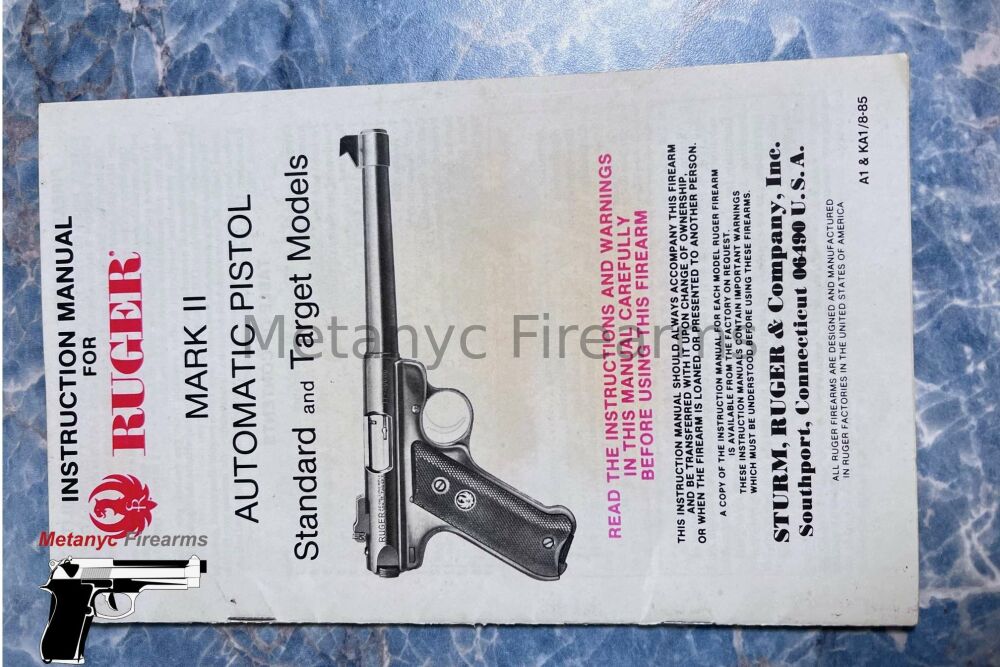 INSTRUCTION MANUAL
FOR
RUGER®
MARK II
AUTOMATIC PISTOL
Standard and Target Models
READ THE INSTRUCTIONS AND WARNINGS
IN THIS MANUAL CAREFULLY
BEFORE USING THIS FIREARM
THIS INSTRUCTION MANUAL SHOULD ALWAYS ACCOMPANY THIS FIREARM
AND BE TRANSFERRED WITH IT UPON CHANGE OF OWNERSHIP,
OR WHEN THE FIREARM IS LOANED OR PRESENTED TO ANOTHER PERSON.
A COPY OF THE INSTRUCTION MANUAL FOR EACH MODEL RUGER FIREARM
IS AVAILABLE FROM THE FACTORY ON REQUEST.
THESE INSTRUCTION MANUALS CONTAIN IMPORTANT WARNINGS
WHICH MUST BE UNDERSTOOD BEFORE USING THESE FIREARMS.
STURM, RUGER & Company, Inc.
Southport, Connecticut 06490 U.S.A.
ALL RUGER FIREARMS ARE DESIGNED AND MANUFACTURED
IN RUGER FACTORIES IN THE UNITED STATES OF AMERICA
A1 & KA1/8-85
Metanyc Firearms
Metanyc Firearms